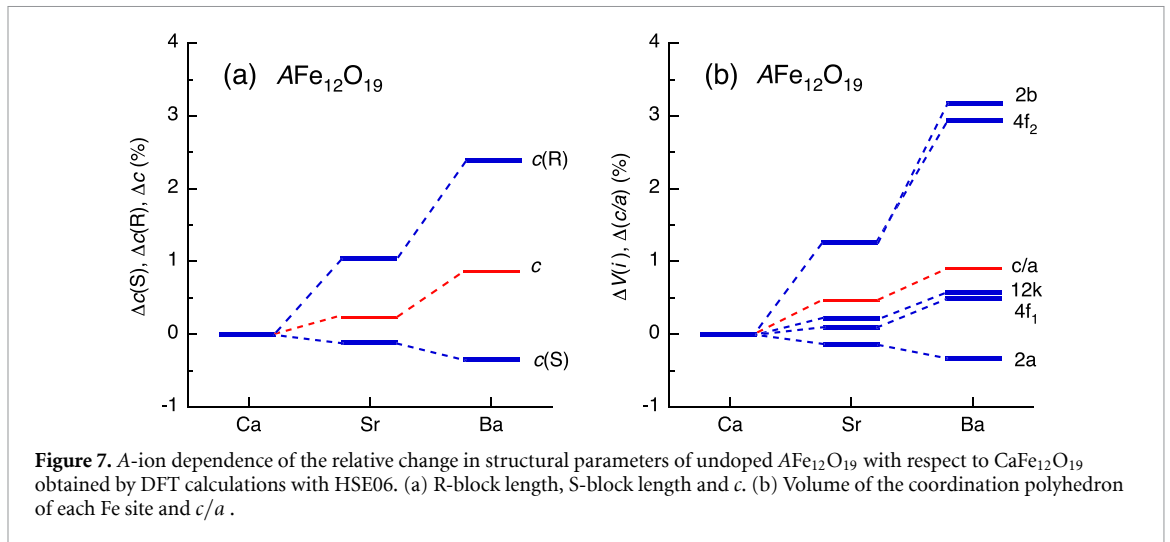 (a) AFe₁₂O₁₉
Δc(S), Δc(R), Δc (%)
4
3
2
1
0
-1
c(R)
c
c(S)
Ca Sr Ba
(b) AFe₁₂O₁₉
ΔV(i), Δ(c/a) (%)
4
3
2
1
0
-1
2b
4f₂
c/a
12k
4f₁
2a
Ca Sr Ba
Figure 7. A-ion dependence of the relative change in structural parameters of undoped AFe₁₂O₁₉ with respect to CaFe₁₂O₁₉
obtained by DFT calculations with HSE06. (a) R-block length, S-block length and c. (b) Volume of the coordination polyhedron
of each Fe site and c/a .